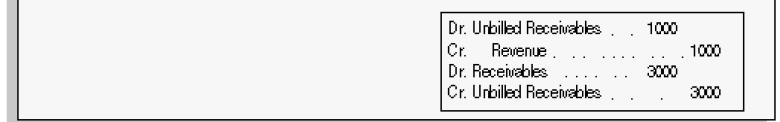 Dr. Unbilled Receivables . . 1000
Cr. Revenue . . . . . . . . . 1000
Dr. Receivables . . . . . . 3000
Cr. Unbilled Receivables . . . 3000